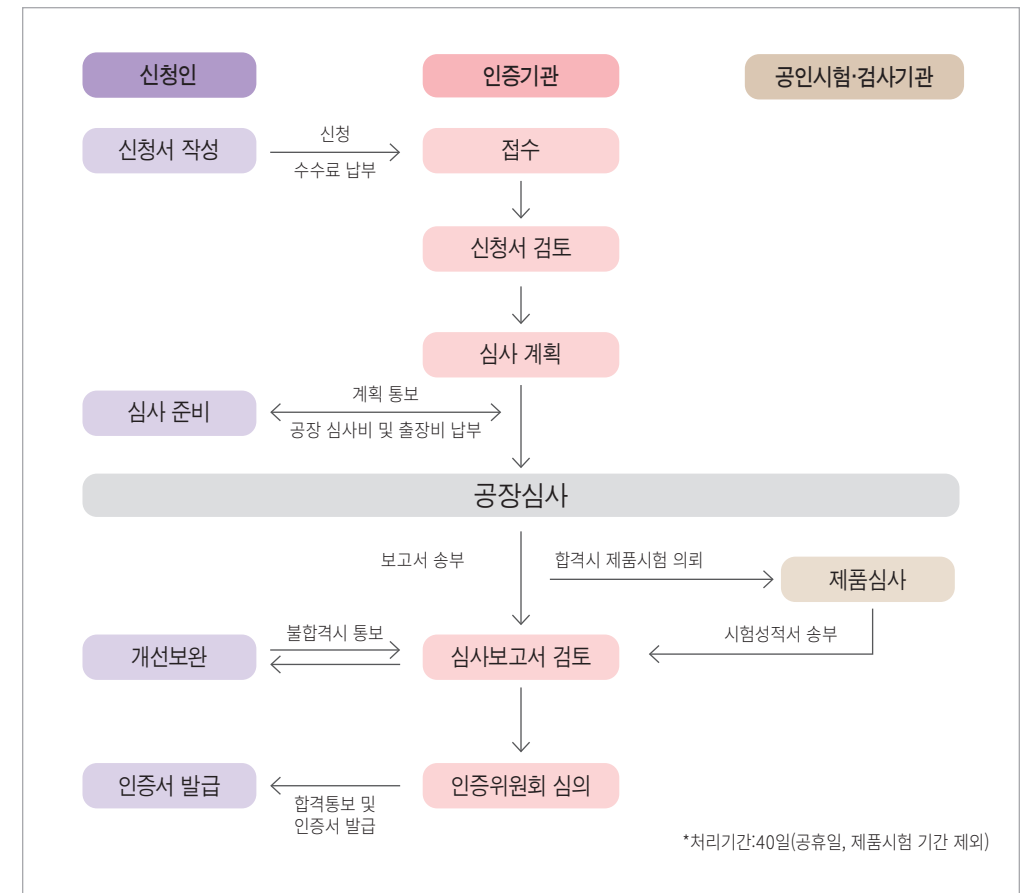 신청인
인증기관
공인시험·검사기관
신청서 작성
신청
수수료 납부
접수
신청서 검토
심사 계획
심사 준비
계획 통보
공장 심사비 및 출장비 납부
공장심사
보고서 송부
합격시 제품시험 의뢰
제품심사
시험성적서 송부
개선보완
불합격시 통보
심사보고서 검토
인증서 발급
합격통보 및
인증서 발급
인증위원회 심의
*처리기간:40일(공휴일, 제품시험 기간 제외)